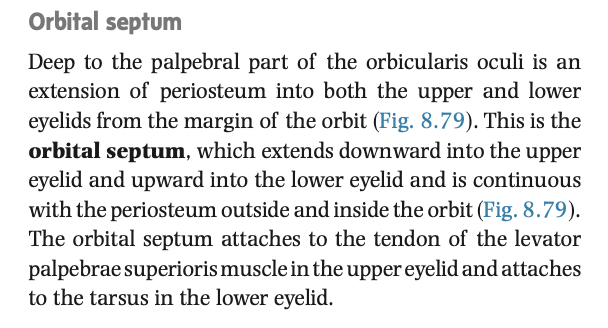 Orbital septum
Deep to the palpebral part of the orbicularis oculi is an
extension of periosteum into both the upper and lower
eyelids from the margin of the orbit (Fig. 8.79). This is the
orbital septum, which extends downward into the upper
eyelid and upward into the lower eyelid and is continuous
with the periosteum outside and inside the orbit (Fig. 8.79).
The orbital septum attaches to the tendon of the levator
palpebrae superioris muscle in the upper eyelid and attaches
to the tarsus in the lower eyelid.